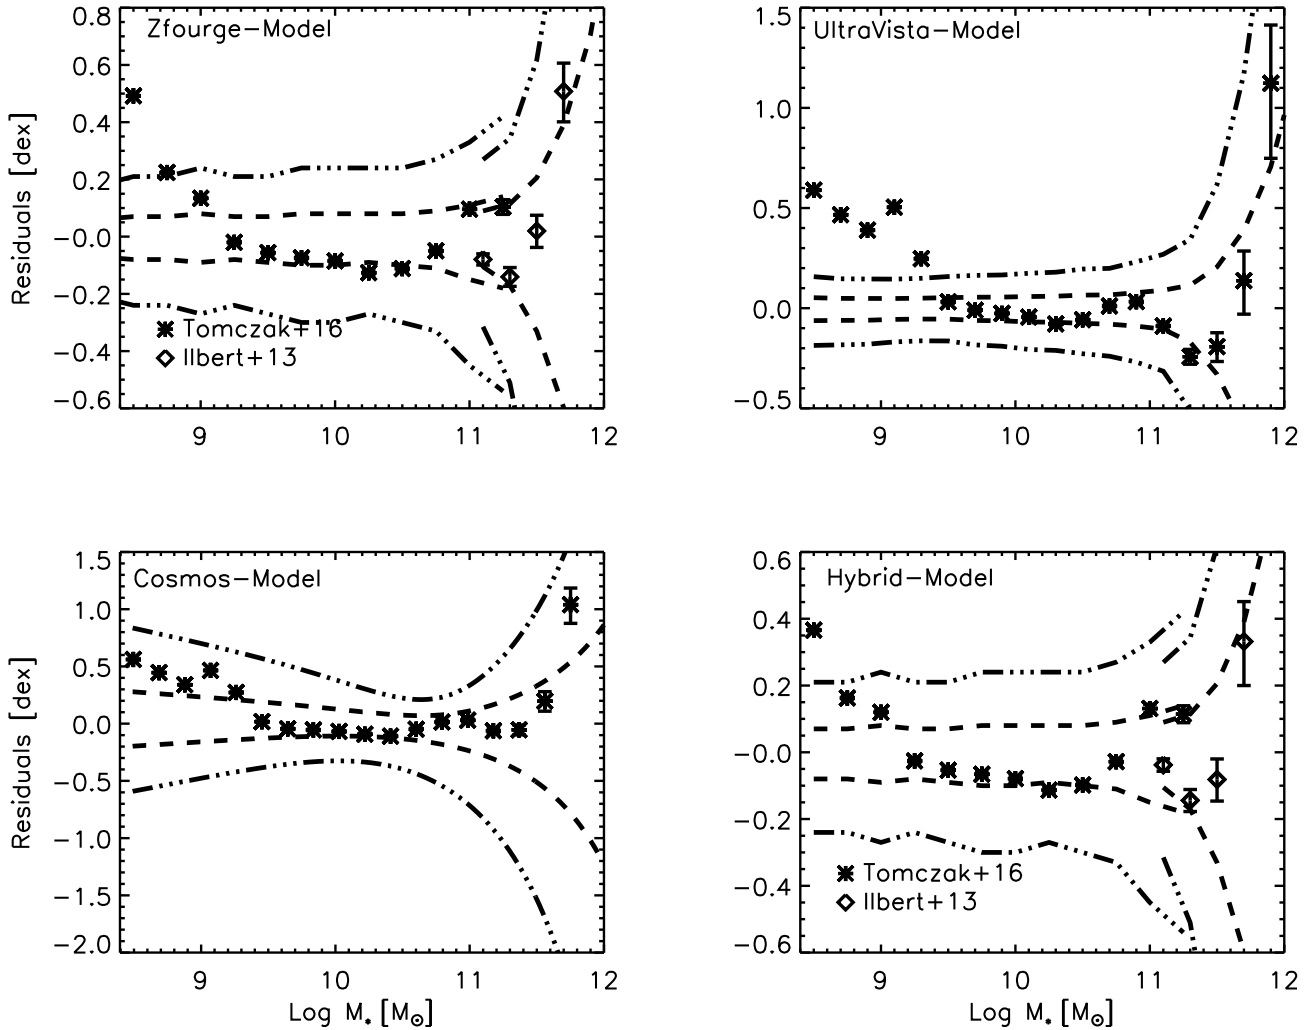 Zfourge-Model
Residuals [dex]
0.8
0.6
0.4
0.2
-0.0
-0.2
-0.4
-0.6
Tomczak+16
Ilbert+13
9 10 11 12
UltraVista-Model
1.5
1.0
0.5
0.0
-0.5
9 10 11 12
Cosmos-Model
Residuals [dex]
1.5
1.0
0.5
0.0
-0.5
-1.0
-1.5
-2.0
9 10 11 12
Log M* [M⊙]
Hybrid-Model
0.6
0.4
0.2
-0.0
-0.2
-0.4
-0.6
Tomczak+16
Ilbert+13
9 10 11 12
Log M* [M⊙]